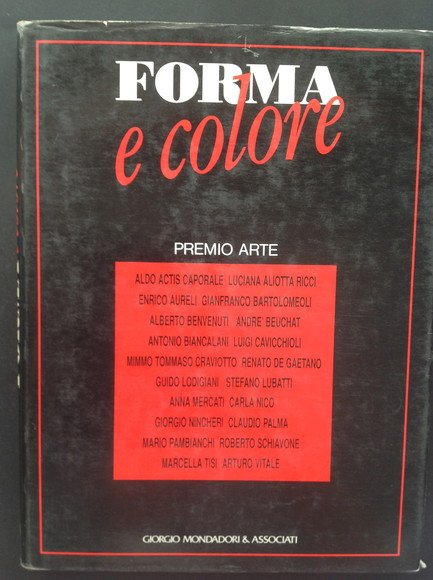 FORMA
e colore
PREMIO ARTE
ALDO ACTIS CAPORALE LUCIANA ALIOTTA RICCI
ENRICO AURELI GIANFRANCO BARTOLOMEOLI
ALBERTO BENVENUTI ANDRE' BEUCHAT
ANTONIO BIANCALANI LUIGI CAVICCHIOLI
MIMMO TOMMASO CRAVIOTTO RENATO DE GAETANO
GUIDO LODIGIANI STEFANO LUBATTI
ANNA MERCATI CARLA NICO
GIORGIO NINCHERI CLAUDIO PALMA
MARIO PAMBIANCHI ROBERTO SCHIAVONE
MARCELLA TISI ARTURO VITALE
GIORGIO MONDADORI & ASSOCIATI